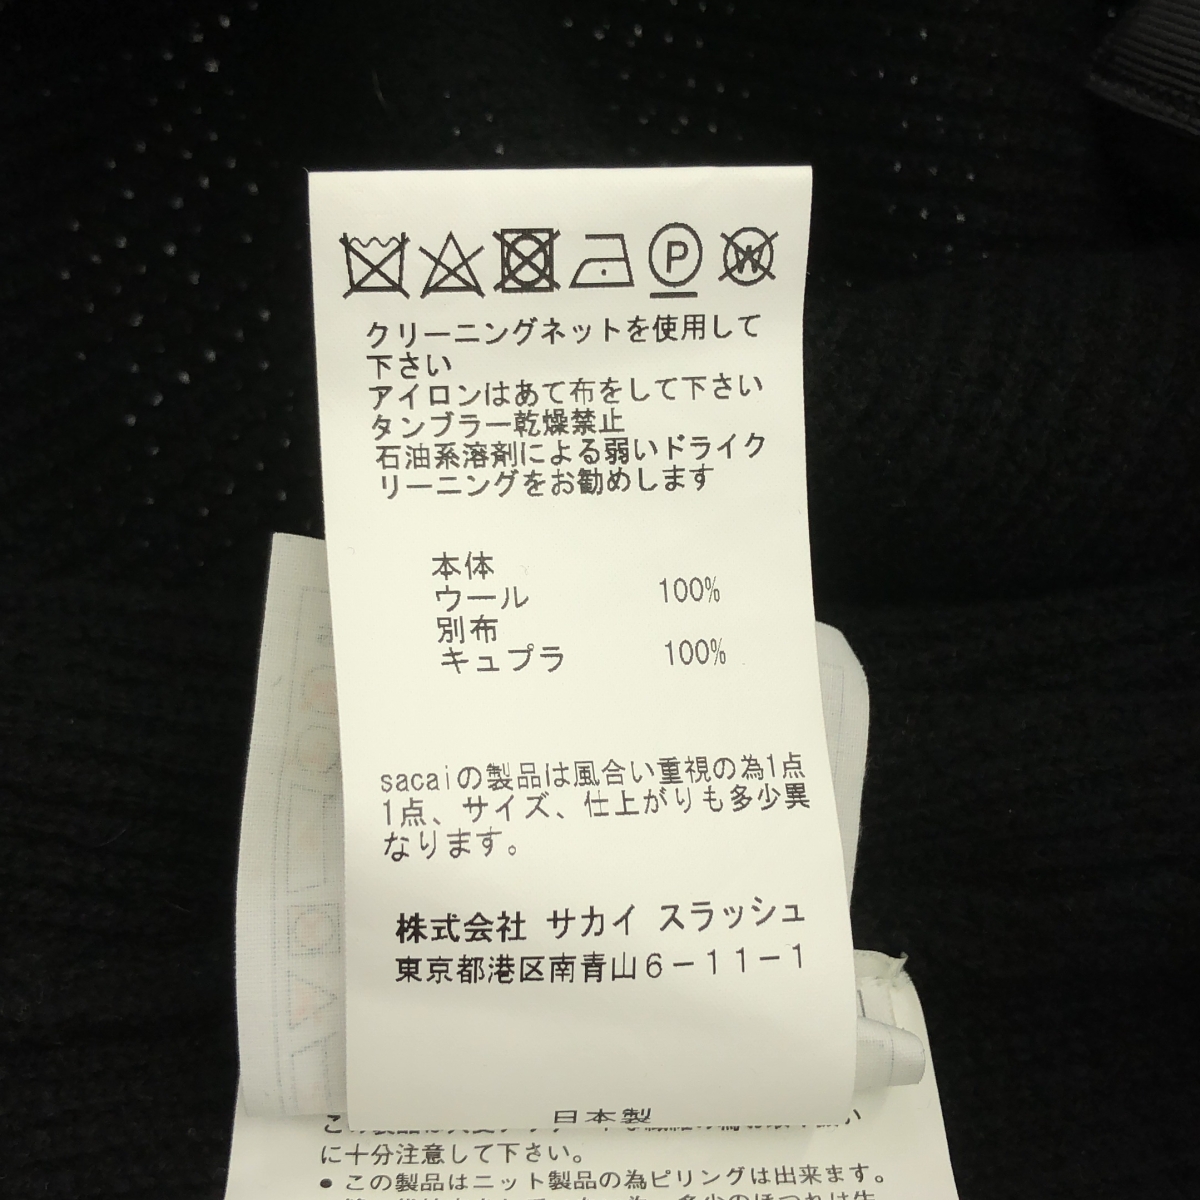 P
W
クリーニングネットを使用して
下さい
アイロンはあて布をして下さい
タンブラー乾燥禁止
石油系溶剤による弱いドライク
リーニングをお勧めします
本体
ウール 100%
別布
キュプラ 100%
sacaiの製品は風合い重視の為1点
1点、サイズ、仕上がりも多少異
なります。
株式会社 サカイ スラッシュ
東京都港区南青山6-11-1
日本製
に十分注意して下さい。
●この製品はニット製品の為ピリングは出来ます。